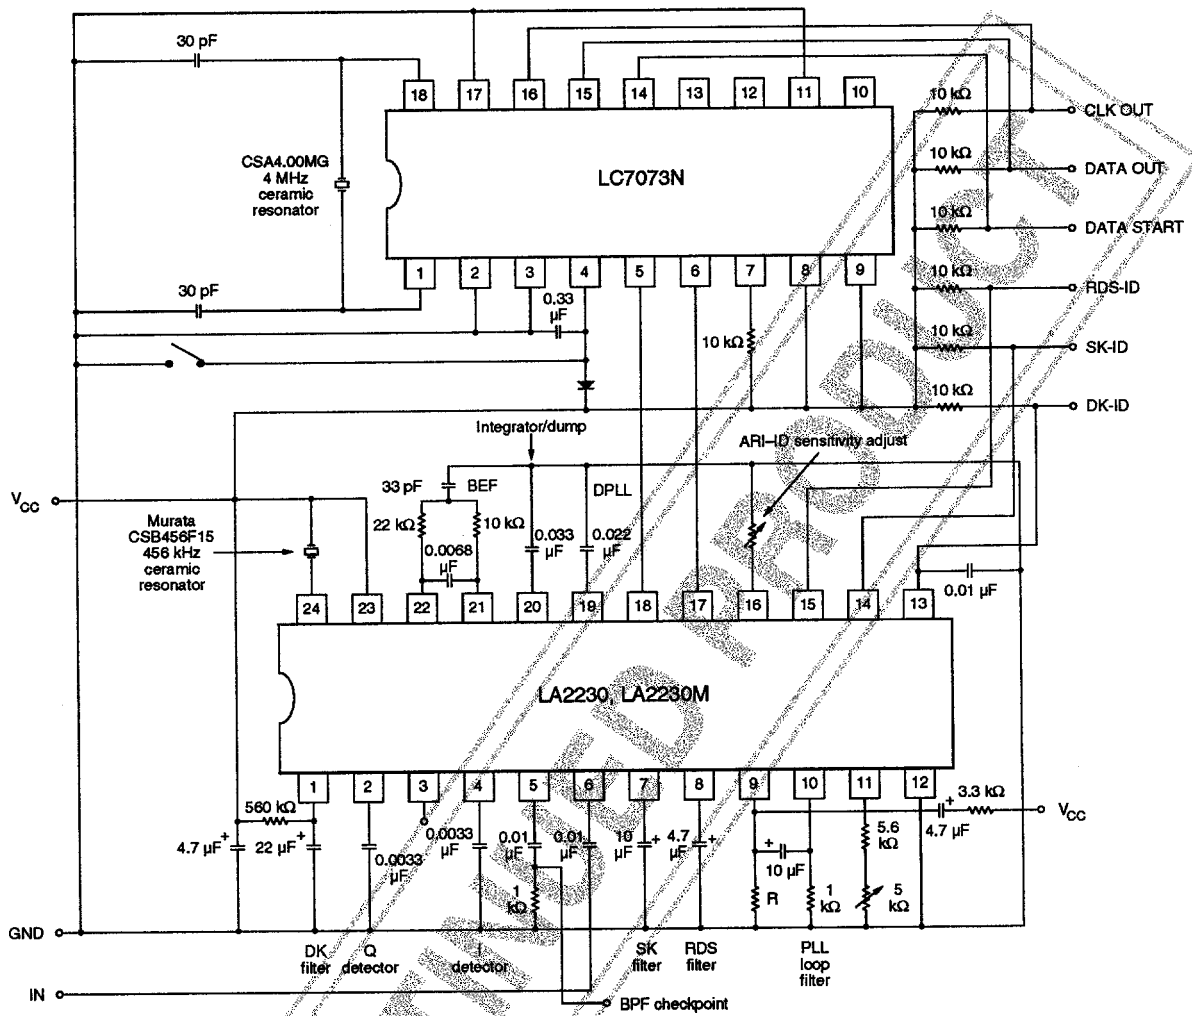 30 pF
18 17 16 15 14 13 12 11 10
CSA4.00MG
4 MHz
ceramic
resonator
LC7073N
1 2 3 4 5 6 7 8 9
30 pF
0.33
µF
10 kΩ
10 kΩ
CLK OUT
10 kΩ
DATA OUT
10 kΩ
DATA START
10 kΩ
RDS-ID
10 kΩ
SK-ID
10 kΩ
DK-ID
Integrator/dump
ARI–ID sensitivity adjust
VCC
Murata
CSB456F15
456 kHz
ceramic
resonator
33 pF
BEF
DPLL
22 kΩ
10 kΩ
0.0068
µF
0.033
µF
0.022
µF
0.01 µF
24 23 22 21 20 19 18 17 16 15 14 13
LA2230, LA2230M
1 2 3 4 5 6 7 8 9 10 11 12
560 kΩ
4.7 µF +
22 µF +
0.0033
µF
0.0033
µF
0.01
µF
1
kΩ
0.01
µF
10
µF +
4.7
µF +
+
10 µF
R
1
kΩ
5.6
kΩ
5
kΩ
+
4.7 µF
3.3 kΩ
VCC
GND
DK
filter
Q
detector
I
detector
SK
filter
RDS
filter
PLL
loop
filter
IN
BPF checkpoint
TINUED PRODUCT